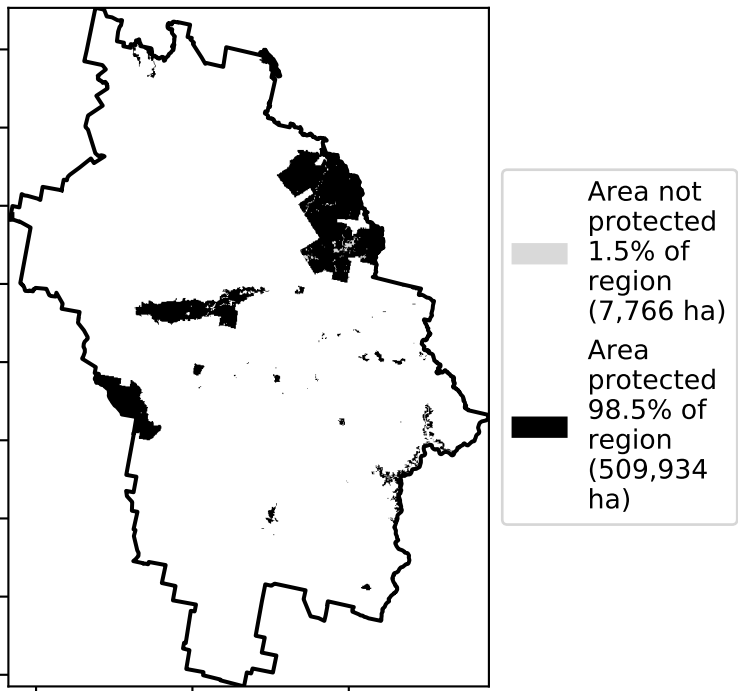 Area not
protected
1.5% of
region
(7,766 ha)
Area
protected
98.5% of
region
(509,934
ha)